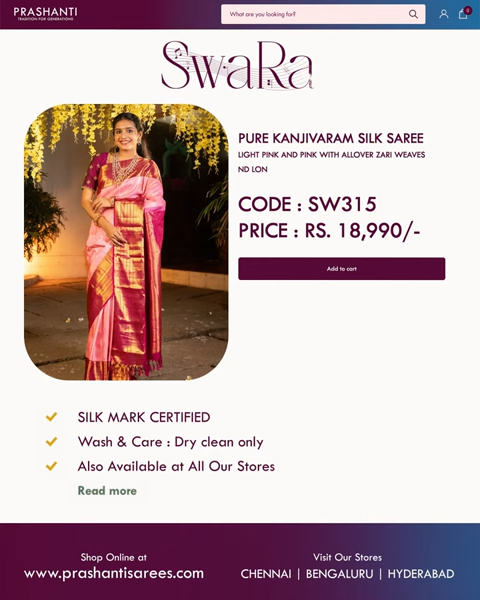 PRASHANTI
TRADITION FOR GENERATIONS
What are you looking for?
0
SwaRa
PURE KANJIVARAM SILK SAREE
LIGHT PINK AND PINK WITH ALLOVER ZARI WEAVES
ND LON
CODE : SW315
PRICE : RS. 18,990/-
Add to cart
SILK MARK CERTIFIED
Wash & Care : Dry clean only
Also Available at All Our Stores
Read more
Shop Online at
www.prashantisarees.com
Visit Our Stores
CHENNAI | BENGALURU | HYDERABAD